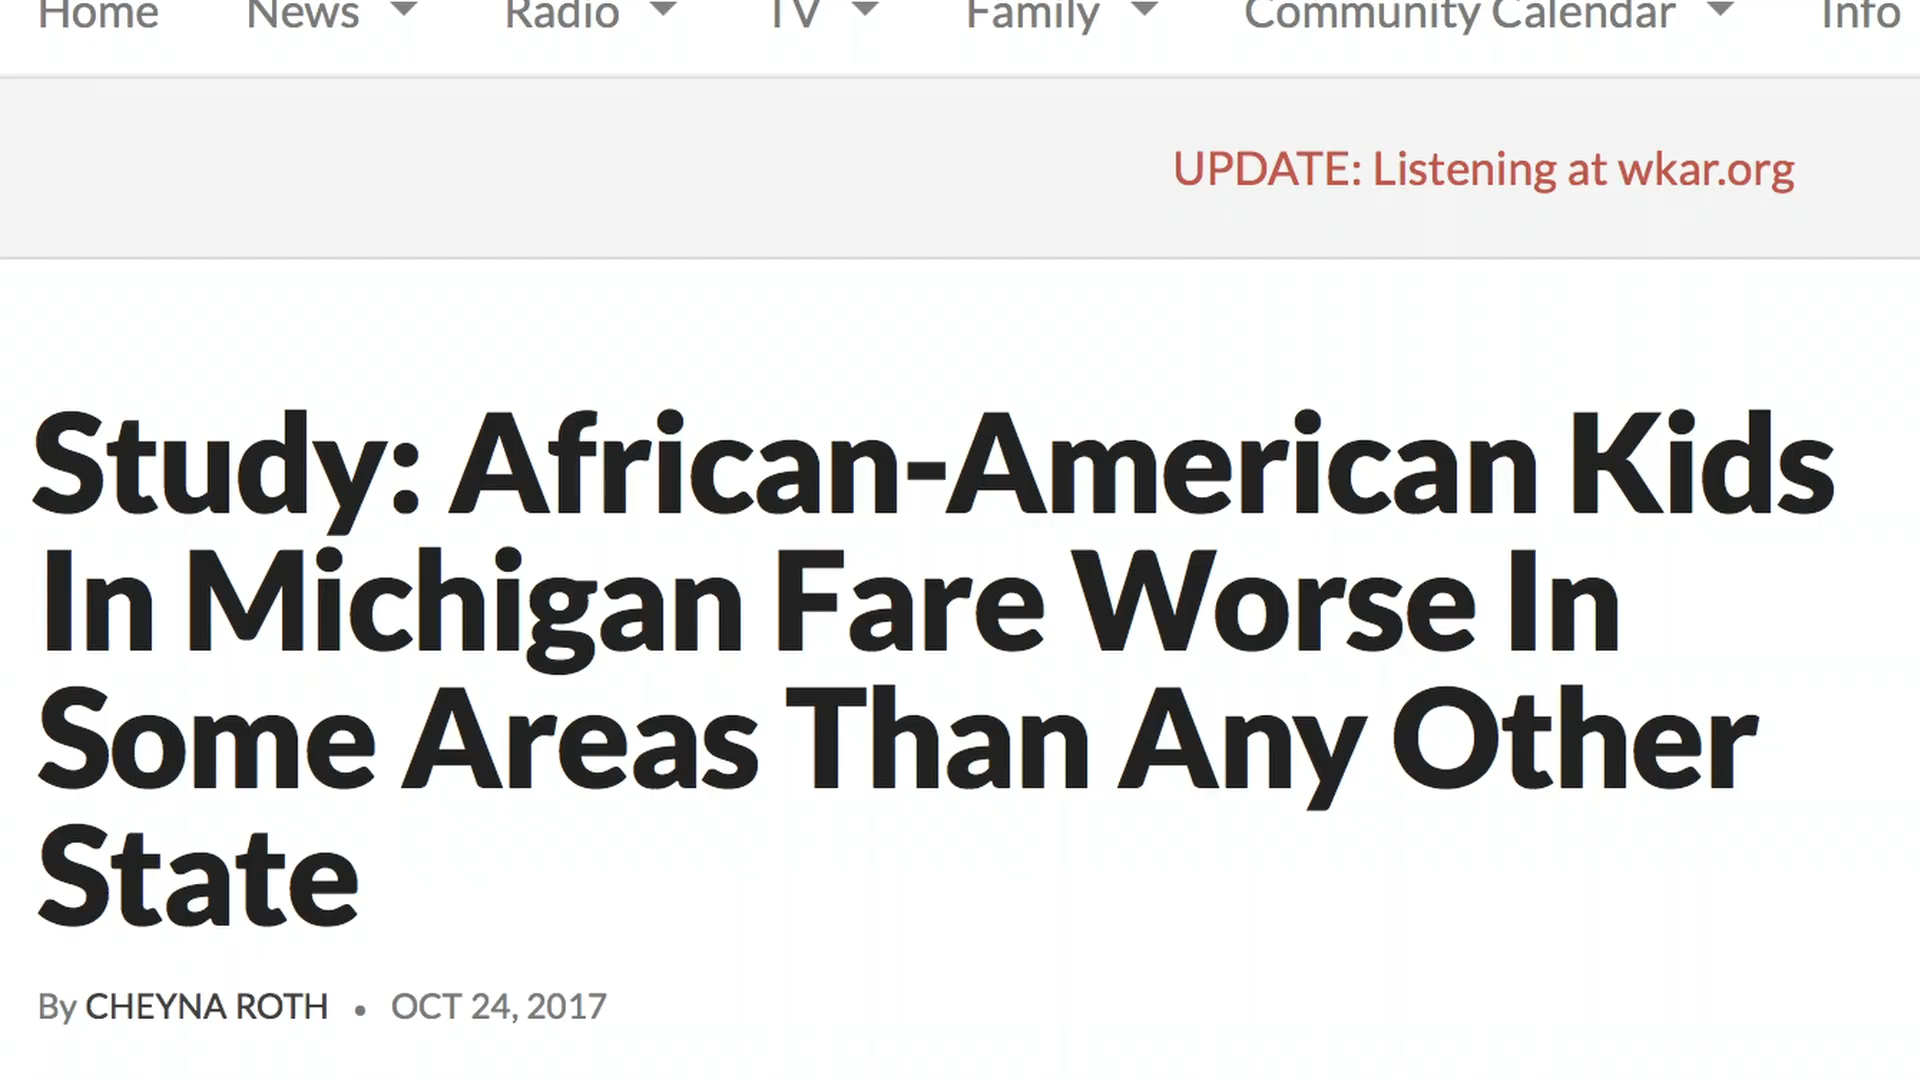 Home News Radio TV Family Community Calendar Info
UPDATE: Listening at wkar.org
Study: African-American Kids
In Michigan Fare Worse In
Some Areas Than Any Other
State
By CHEYNA ROTH • OCT 24, 2017